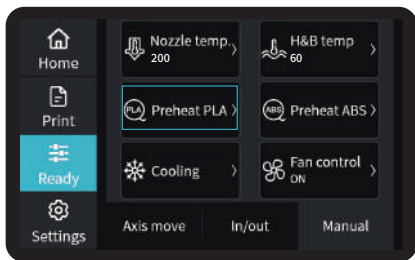 Home
Nozzle temp.
200
H&B temp
60
Print
PLA
Preheat PLA
ABS
Preheat ABS
Ready
Cooling
Fan control
ON
Settings
Axis move
In/out
Manual